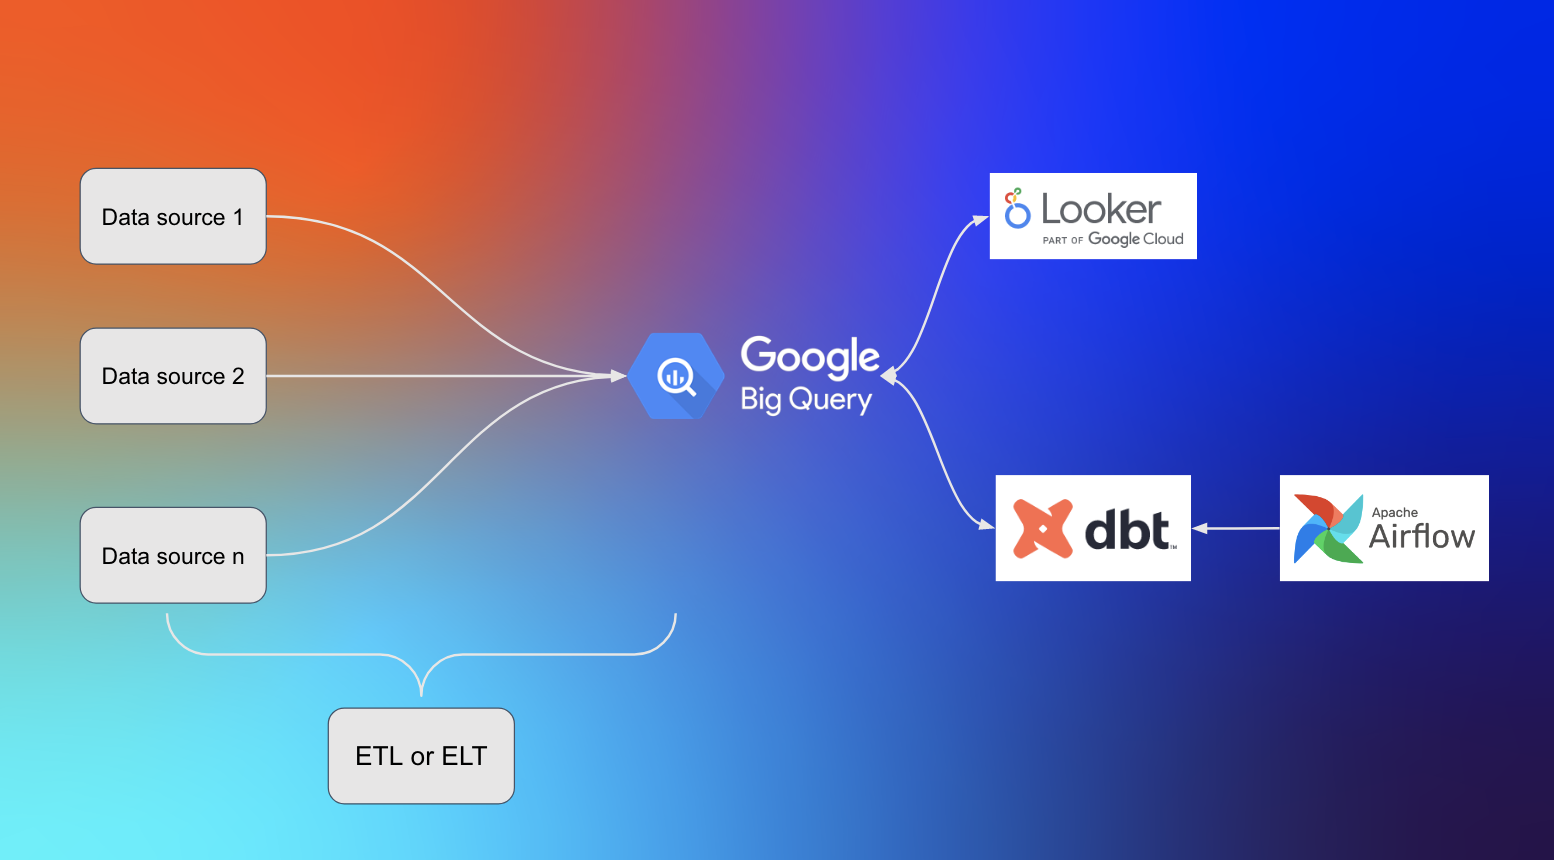 Data source 1
Looker
PART OF Google Cloud
Data source 2
Google
Big Query
Data source n
dbt
TM
Apache
Airflow
ETL or ELT